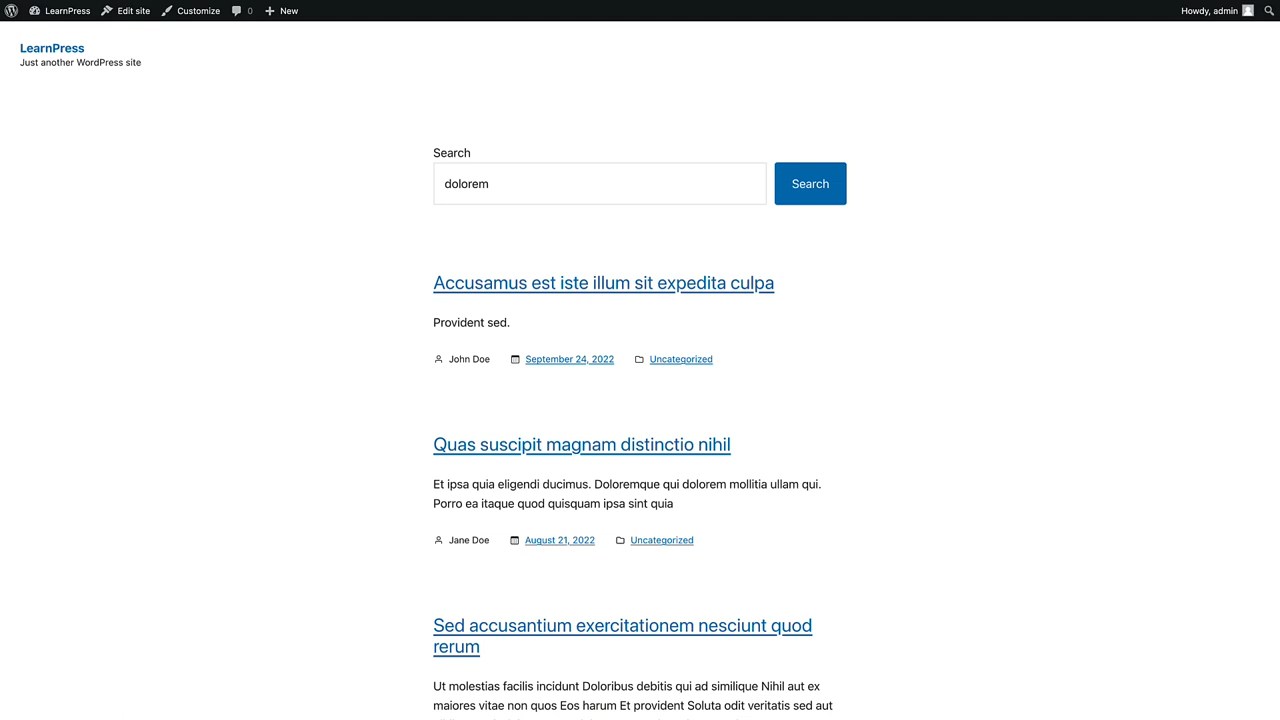 LearnPress Edit site Customize 0 New Howdy, admin
LearnPress
Just another WordPress site
Search
dolorem Search
Accusamus est iste illum sit expedita culpa
Provident sed.
John Doe September 24, 2022 Uncategorized
Quas suscipit magnam distinctio nihil
Et ipsa quia eligendi ducimus. Doloremque qui dolorem mollitia ullam qui.
Porro ea itaque quod quisquam ipsa sint quia
Jane Doe August 21, 2022 Uncategorized
Sed accusantium exercitationem nesciunt quod
rerum
Ut molestias facilis incidunt Doloribus debitis qui ad similique Nihil aut ex
maiores vitae non quos Eos harum Et provident Soluta odit veritatis sed aut